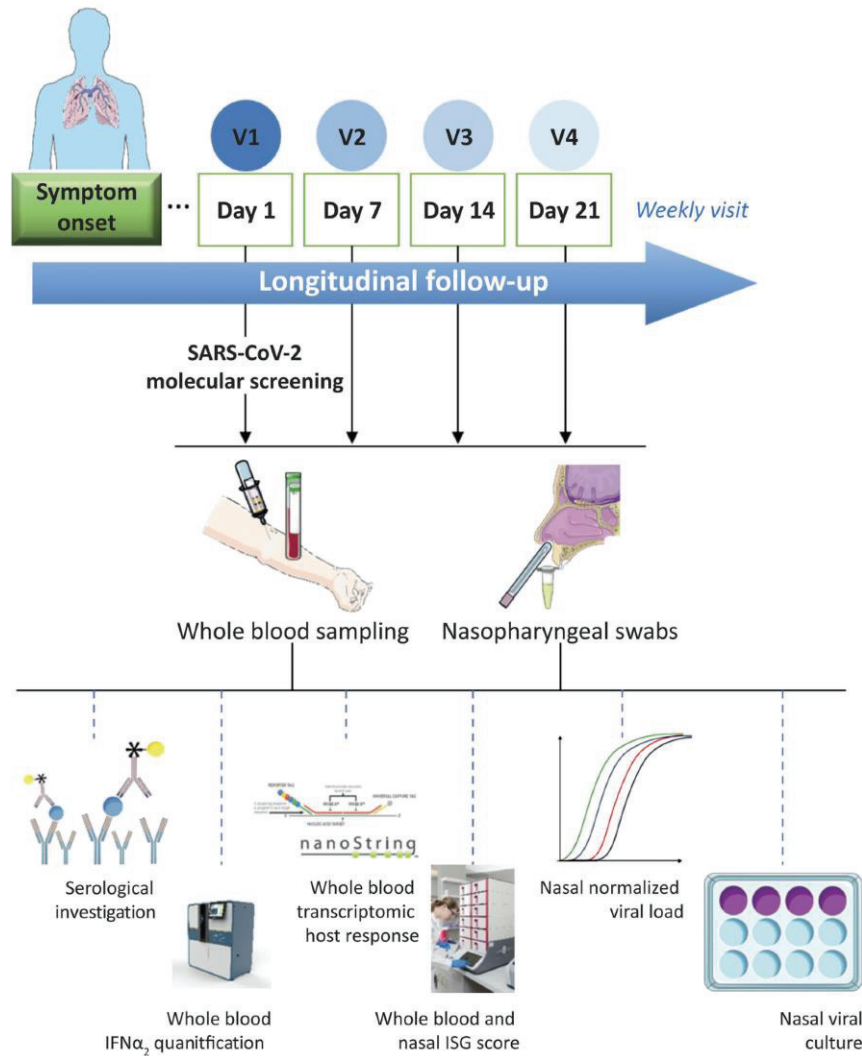 V1 V2 V3 V4
Symptom
onset
...
Day 1 Day 7 Day 14 Day 21 Weekly visit
Longitudinal follow-up
SARS-CoV-2
molecular screening
Whole blood sampling Nasopharyngeal swabs
nanoString
Serological
investigation
Whole blood
transcriptomic
host response
Nasal normalized
viral load
Whole blood
IFNα₂ quanitfication
Whole blood and
nasal ISG score
Nasal viral
culture